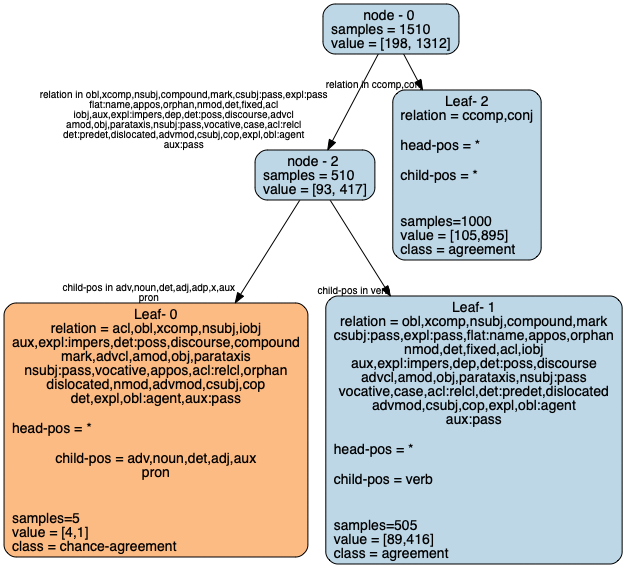 node - 0
samples = 1510
value = [198, 1312]
relation in obl,xcomp,nsubj,compound,mark,csubj:pass,expl:pass
flat:name,appos,orphan,nmod,det,fixed,acl
iobj,aux,expl:impers,dep,det:poss,discourse,advcl
amod,obj,parataxis,nsubj:pass,vocative,case,acl:relcl
det:predet,dislocated,advmod,csubj,cop,expl,obl:agent
aux:pass
relation in ccomp,conj
Leaf- 2
relation = ccomp,conj
head-pos = *
child-pos = *
samples=1000
value = [105,895]
class = agreement
node - 2
samples = 510
value = [93, 417]
child-pos in adv,noun,det,adj,adp,x,aux
pron
child-pos in verb
Leaf- 0
relation = acl,obl,xcomp,nsubj,iobj
aux,expl:impers,det:poss,discourse,compound
mark,advcl,amod,obj,parataxis
nsubj:pass,vocative,appos,acl:relcl,orphan
dislocated,nmod,advmod,csubj,cop
det,expl,obl:agent,aux:pass
head-pos = *
child-pos = adv,noun,det,adj,aux
pron
samples=5
value = [4,1]
class = chance-agreement
Leaf- 1
relation = obl,xcomp,nsubj,compound,mark
csubj:pass,expl:pass,flat:name,appos,orphan
nmod,det,fixed,acl,iobj
aux,expl:impers,dep,det:poss,discourse
advcl,amod,obj,parataxis,nsubj:pass
vocative,case,acl:relcl,det:predet,dislocated
advmod,csubj,cop,expl,obl:agent
aux:pass
head-pos = *
child-pos = verb
samples=505
value = [89,416]
class = agreement